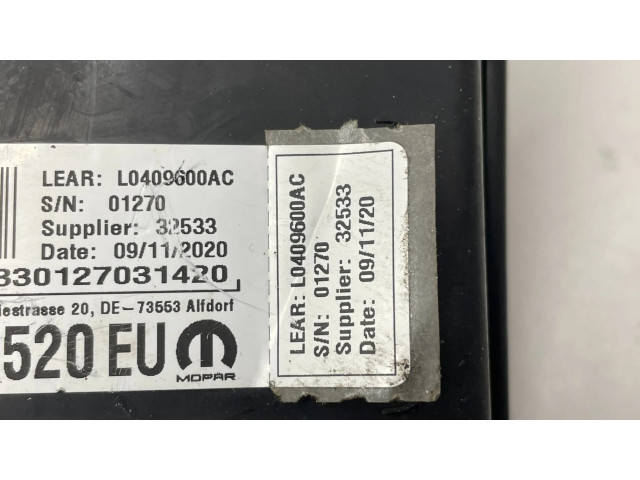 LEAR: L0409600AC
S/N: 01270
Supplier: 32533
Date: 09/11/2020
330127031420
iestrasse 20, DE-73553 Alfdorf
520 EU
MOPAR
LEAR: L0409600AC
S/N: 01270
Supplier: 32533
Date: 09/11/20